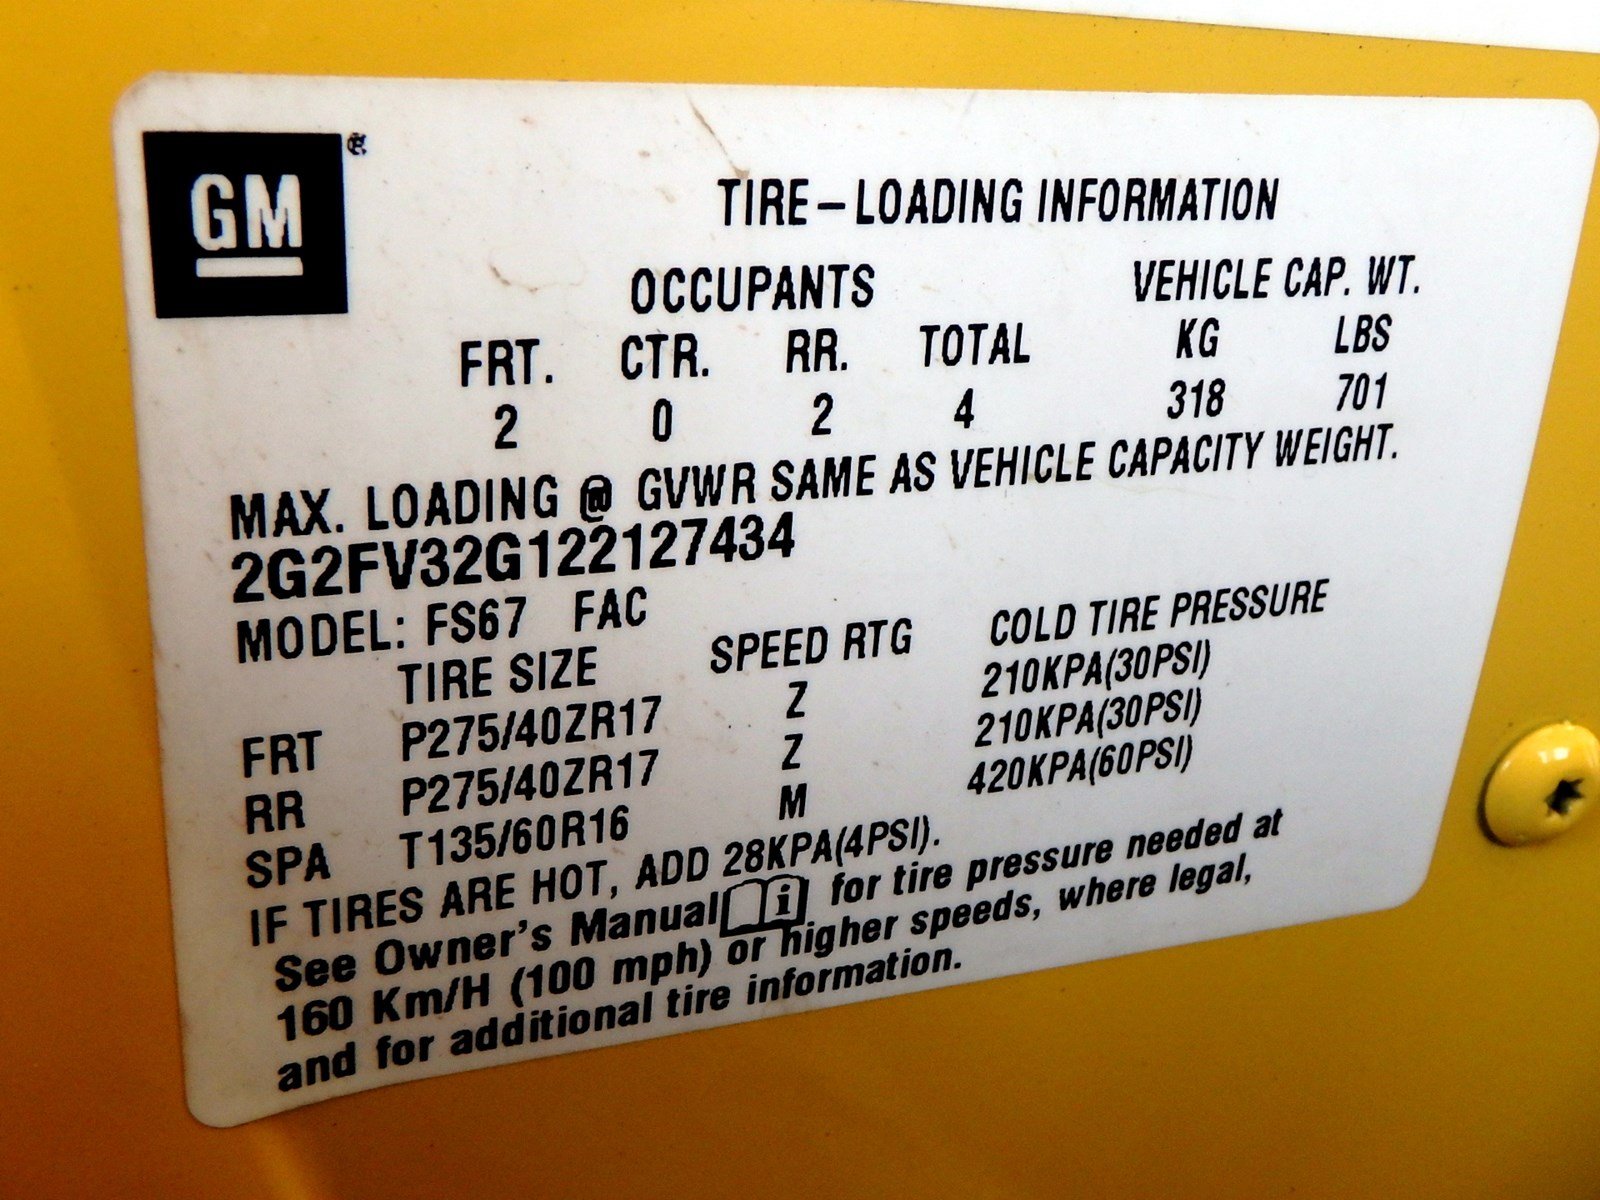 GM®
TIRE–LOADING INFORMATION
OCCUPANTS VEHICLE CAP. WT.
FRT. CTR. RR. TOTAL KG LBS
2 0 2 4 318 701
MAX. LOADING @ GVWR SAME AS VEHICLE CAPACITY WEIGHT.
2G2FV32G122127434
MODEL: FS67 FAC
TIRE SIZE SPEED RTG COLD TIRE PRESSURE
FRT P275/40ZR17 Z 210KPA(30PSI)
RR P275/40ZR17 Z 210KPA(30PSI)
SPA T135/60R16 M 420KPA(60PSI)
IF TIRES ARE HOT, ADD 28KPA(4PSI).
See Owner's Manual i for tire pressure needed at
160 Km/H (100 mph) or higher speeds, where legal,
and for additional tire information.